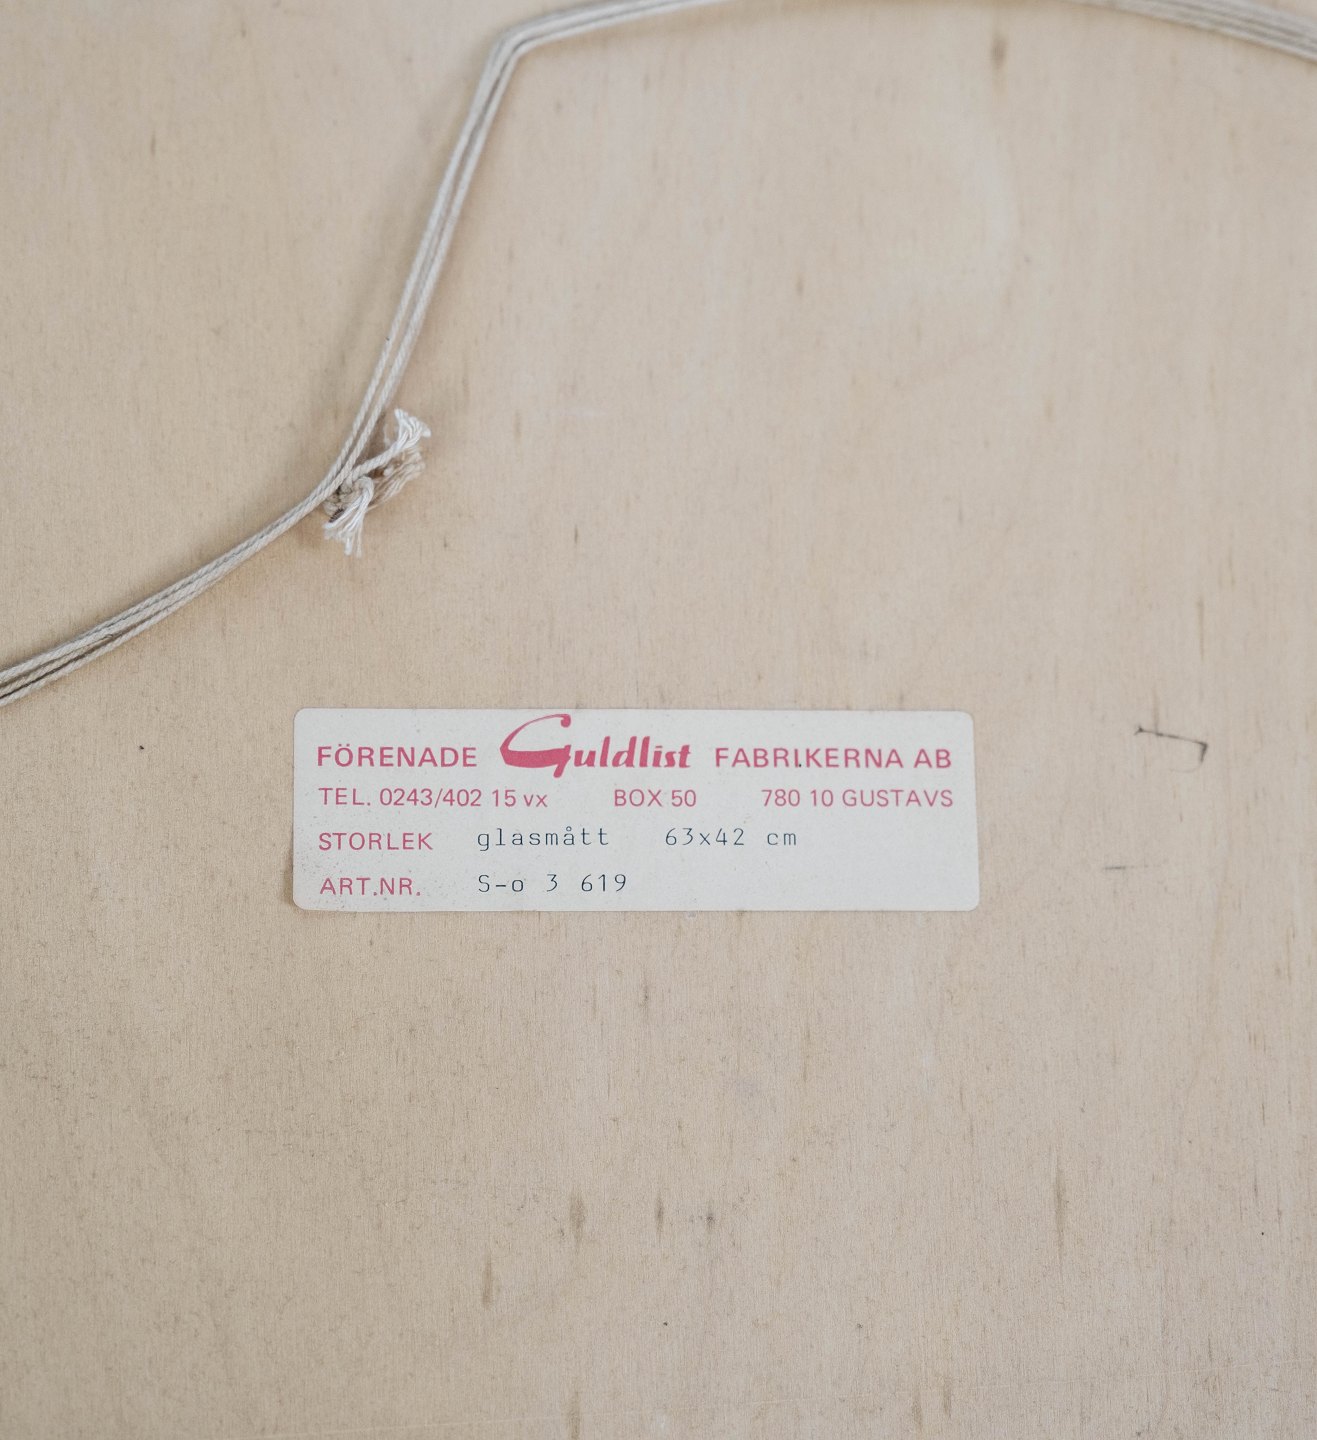 FÖRENADE Guldlist FABRIKERNA AB
TEL. 0243/402 15 vx BOX 50 780 10 GUSTAVS
STORLEK glasmått 63x42 cm
ART.NR. S-o 3 619